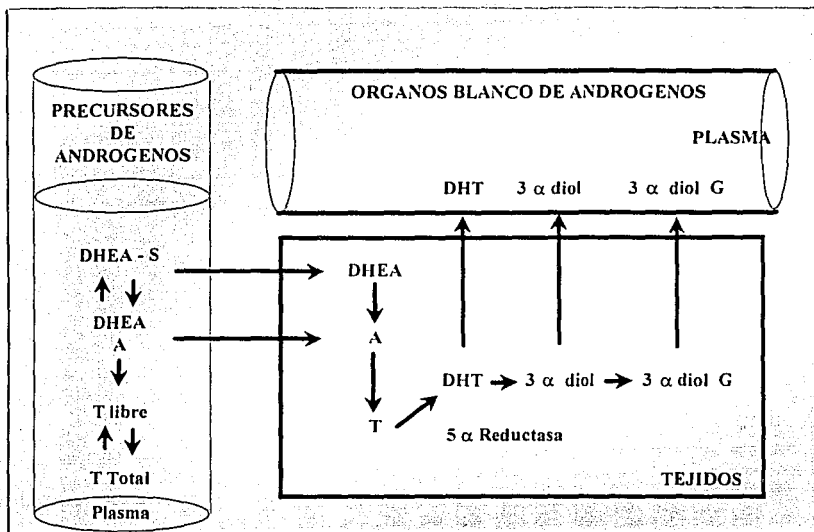 PRECURSORES
DE
ANDROGENOS
DHEA - S
DHEA
A
T libre
T Total
Plasma
ORGANOS BLANCO DE ANDROGENOS
PLASMA
DHT 3 α diol 3 α diol G
DHEA
A
DHT 3 α diol 3 α diol G
T
5 α Reductasa
TEJIDOS